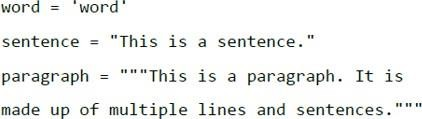 word = 'word'
sentence = "This is a sentence."
paragraph = """This is a paragraph. It is
made up of multiple lines and sentences."""